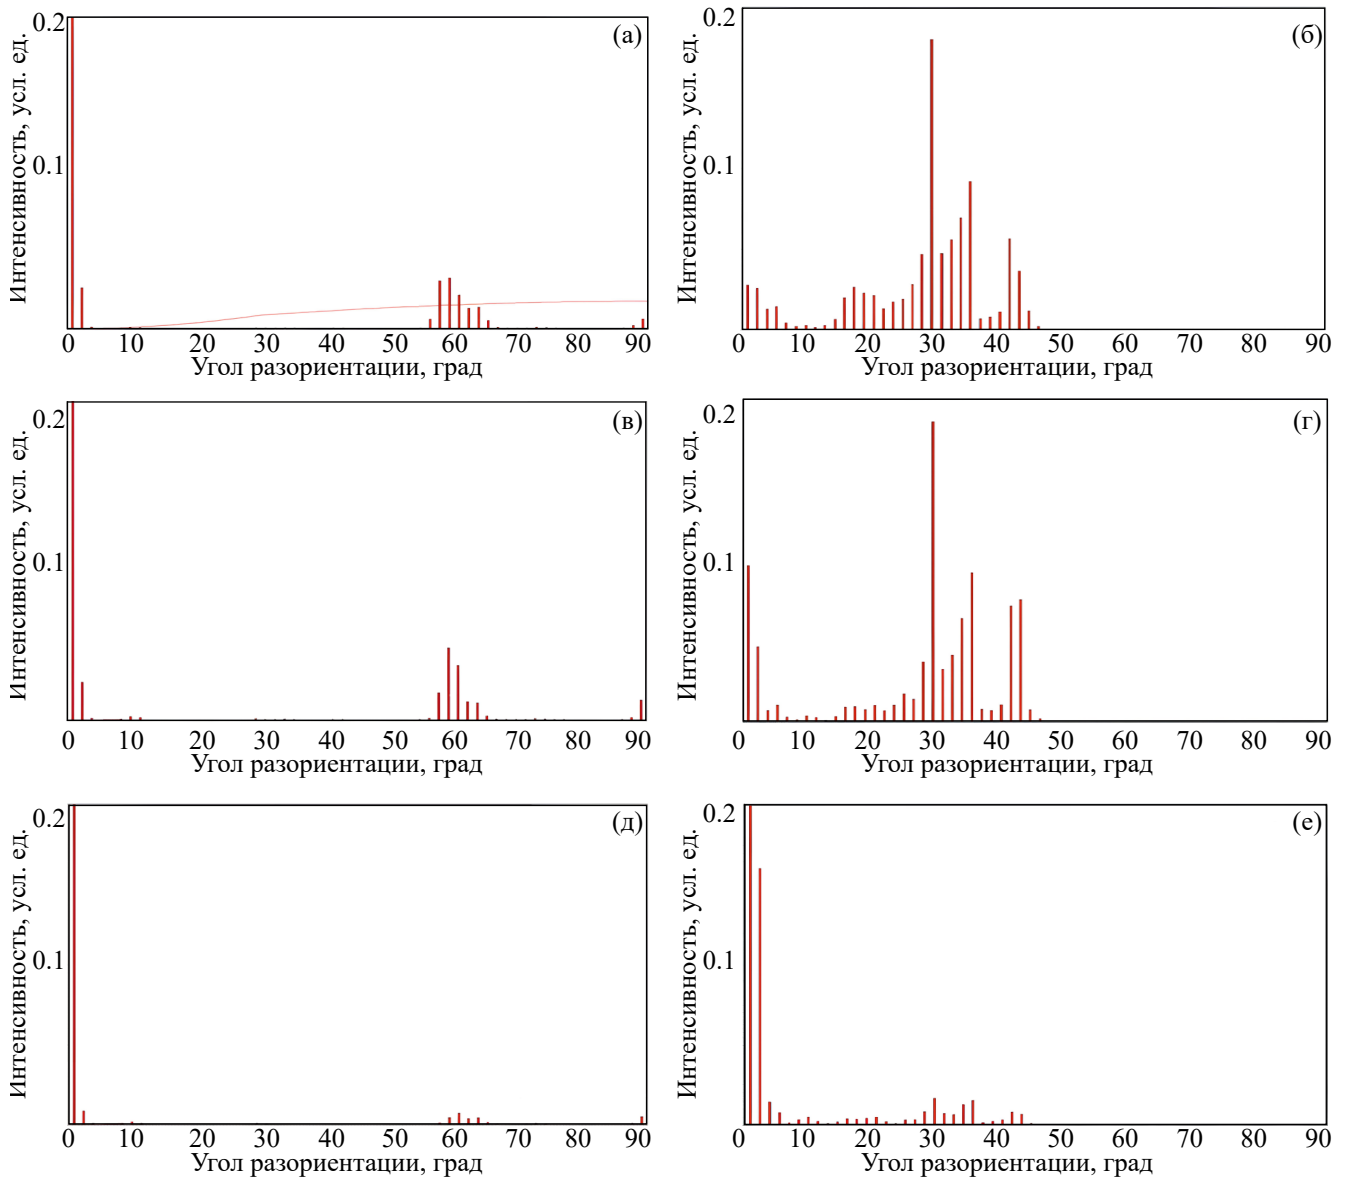 Интенсивность, усл. ед.
0.2
0.1
(а)
0 10 20 30 40 50 60 70 80 90
Угол разориентации, град
Интенсивность, усл. ед.
0.2
0.1
(б)
0 10 20 30 40 50 60 70 80 90
Угол разориентации, град
Интенсивность, усл. ед.
0.2
0.1
(в)
0 10 20 30 40 50 60 70 80 90
Угол разориентации, град
Интенсивность, усл. ед.
0.2
0.1
(г)
0 10 20 30 40 50 60 70 80 90
Угол разориентации, град
Интенсивность, усл. ед.
0.2
0.1
(д)
0 10 20 30 40 50 60 70 80 90
Угол разориентации, град
Интенсивность, усл. ед.
0.2
0.1
(е)
0 10 20 30 40 50 60 70 80 90
Угол разориентации, град